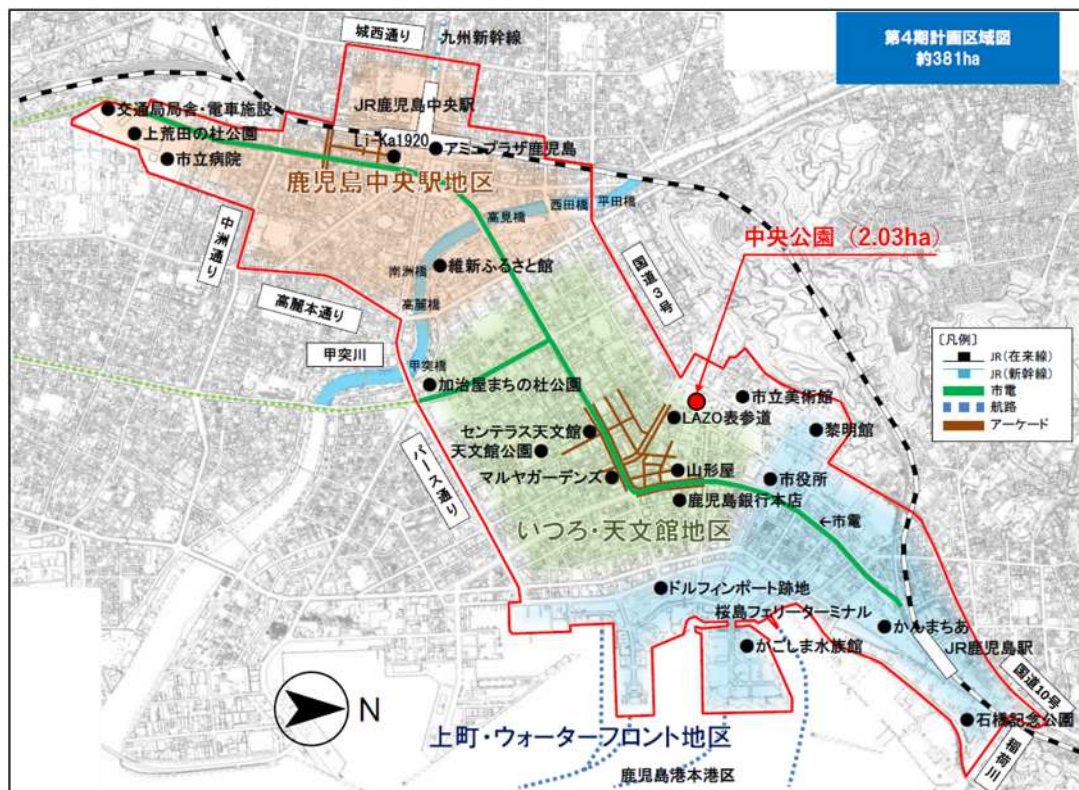 第4期計画区域図
約381ha
城西通り
九州新幹線
JR鹿児島中央駅
交通局局舎・電車施設
上荒田の杜公園
市立病院
Li-Ka1920
アミュプラザ鹿児島
鹿児島中央駅地区
高見橋
西田橋
平田橋
中洲通り
南洲橋
維新ふるさと館
国道3号
中央公園（2.03ha）
高麗本通り
高麗橋
甲突川
甲突橋
加治屋まちの杜公園
〔凡例〕
JR(在来線)
JR(新幹線)
市電
航路
アーケード
市立美術館
LAZO表参道
黎明館
センテラス天文館
天文館公園
マルヤガーデンズ
山形屋
市役所
鹿児島銀行本店
パース通り
いづろ・天文館地区
←市電
ドルフィンポート跡地
桜島フェリーターミナル
かんまちあ
かごしま水族館
JR鹿児島駅
国道10号
石橋記念公園
稲荷川
N
上町・ウォーターフロント地区
鹿児島港本港区